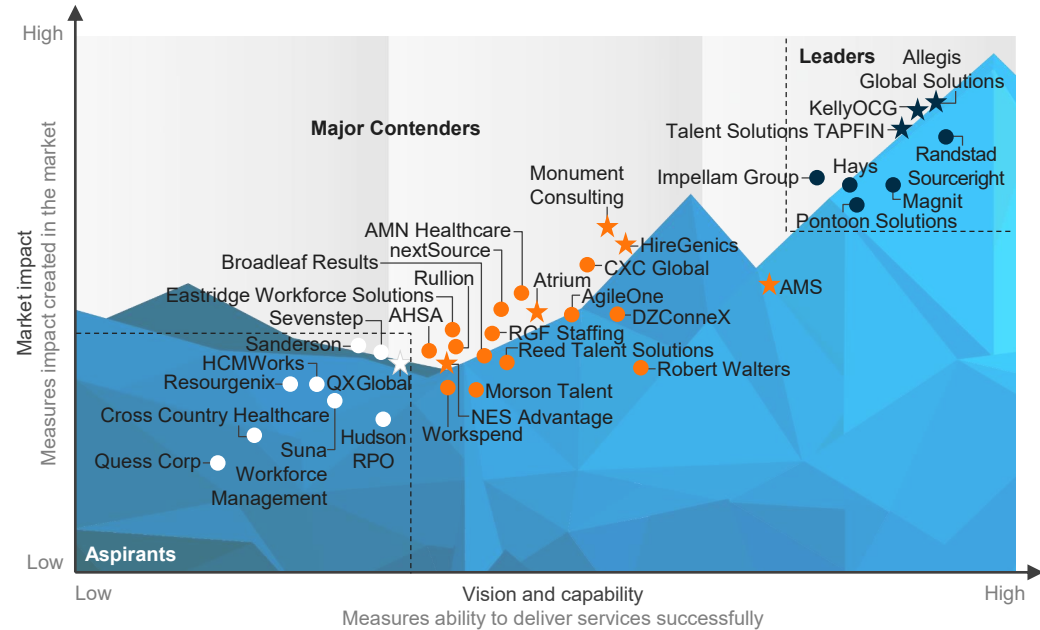 High
Leaders
Allegis
Global Solutions
KellyOCG
Talent Solutions TAPFIN
Major Contenders
Randstad
Sourceright
Hays
Impellam Group
Magnit
Pontoon Solutions
Monument
Consulting
AMN Healthcare
HireGenics
nextSource
Broadleaf Results
CXC Global
Rullion
Atrium
AMS
Eastridge Workforce Solutions
AgileOne
AHSA
DZConneX
Sevenstep
RGF Staffing
Sanderson
Reed Talent Solutions
HCMWorks
Robert Walters
Resourgenix
QXGlobal
Morson Talent
Cross Country Healthcare
NES Advantage
Workspend
Hudson
RPO
Suna
Workforce
Management
Quess Corp
Aspirants
Market impact
Measures impact created in the market
Low
Low
Vision and capability
High
Measures ability to deliver services successfully